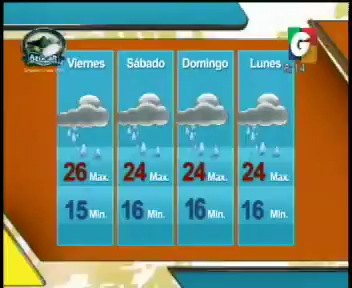 Viernes Sábado Domingo Lunes
26 Max. 24 Max. 24 Max. 24 Max.
15 Min. 16 Min. 16 Min. 16 Min.
G